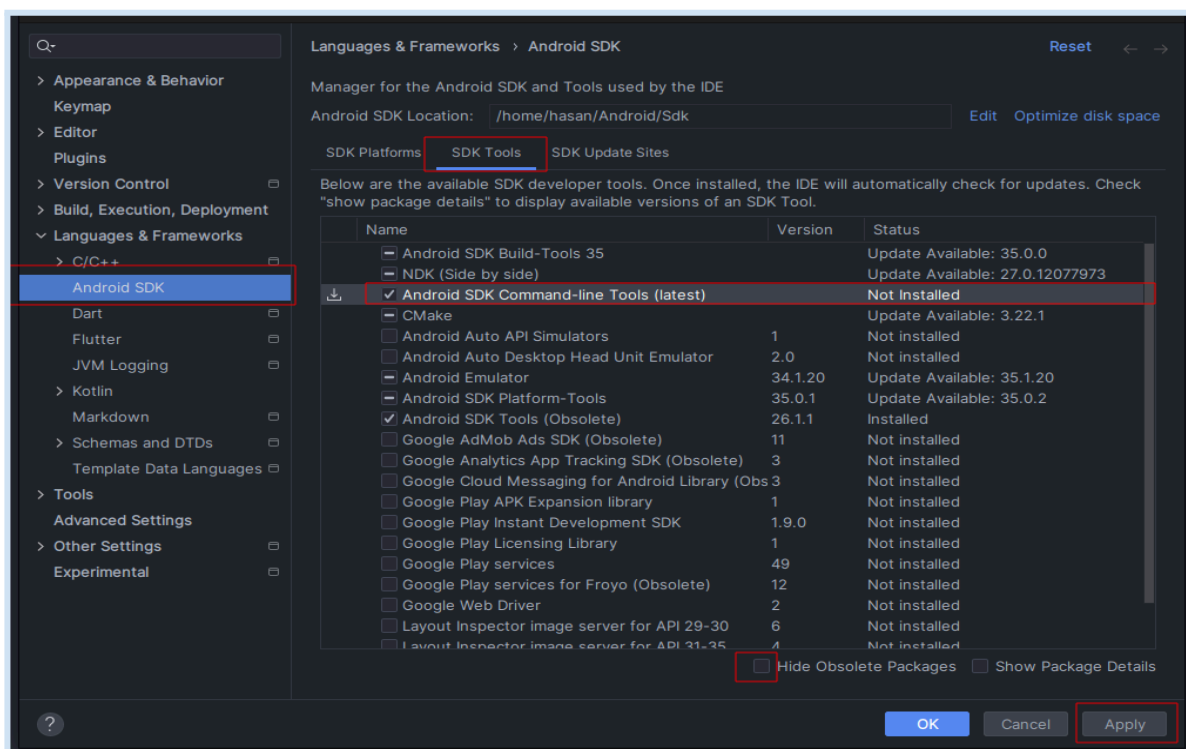 Languages & Frameworks › Android SDK Reset
Appearance & Behavior
Keymap
Editor
Plugins
Version Control
Build, Execution, Deployment
Languages & Frameworks
C/C++
Android SDK
Dart
Flutter
JVM Logging
Kotlin
Markdown
Schemas and DTDs
Template Data Languages
Tools
Advanced Settings
Other Settings
Experimental
Manager for the Android SDK and Tools used by the IDE
Android SDK Location: /home/hasan/Android/Sdk Edit Optimize disk space
SDK Platforms SDK Tools SDK Update Sites
Below are the available SDK developer tools. Once installed, the IDE will automatically check for updates. Check
"show package details" to display available versions of an SDK Tool.
Name Version Status
Android SDK Build-Tools 35 Update Available: 35.0.0
NDK (Side by side) Update Available: 27.0.12077973
Android SDK Command-line Tools (latest) Not Installed
CMake Update Available: 3.22.1
Android Auto API Simulators 1 Not installed
Android Auto Desktop Head Unit Emulator 2.0 Not installed
Android Emulator 34.1.20 Update Available: 35.1.20
Android SDK Platform-Tools 35.0.1 Update Available: 35.0.2
Android SDK Tools (Obsolete) 26.1.1 Installed
Google AdMob Ads SDK (Obsolete) 11 Not installed
Google Analytics App Tracking SDK (Obsolete) 3 Not installed
Google Cloud Messaging for Android Library (Obs 3 Not installed
Google Play APK Expansion library 1 Not installed
Google Play Instant Development SDK 1.9.0 Not installed
Google Play Licensing Library 1 Not installed
Google Play services 49 Not installed
Google Play services for Froyo (Obsolete) 12 Not installed
Google Web Driver 2 Not installed
Layout Inspector image server for API 29-30 6 Not installed
Layout Inspector image server for API 31-35 4 Not installed
Hide Obsolete Packages Show Package Details
? OK Cancel Apply